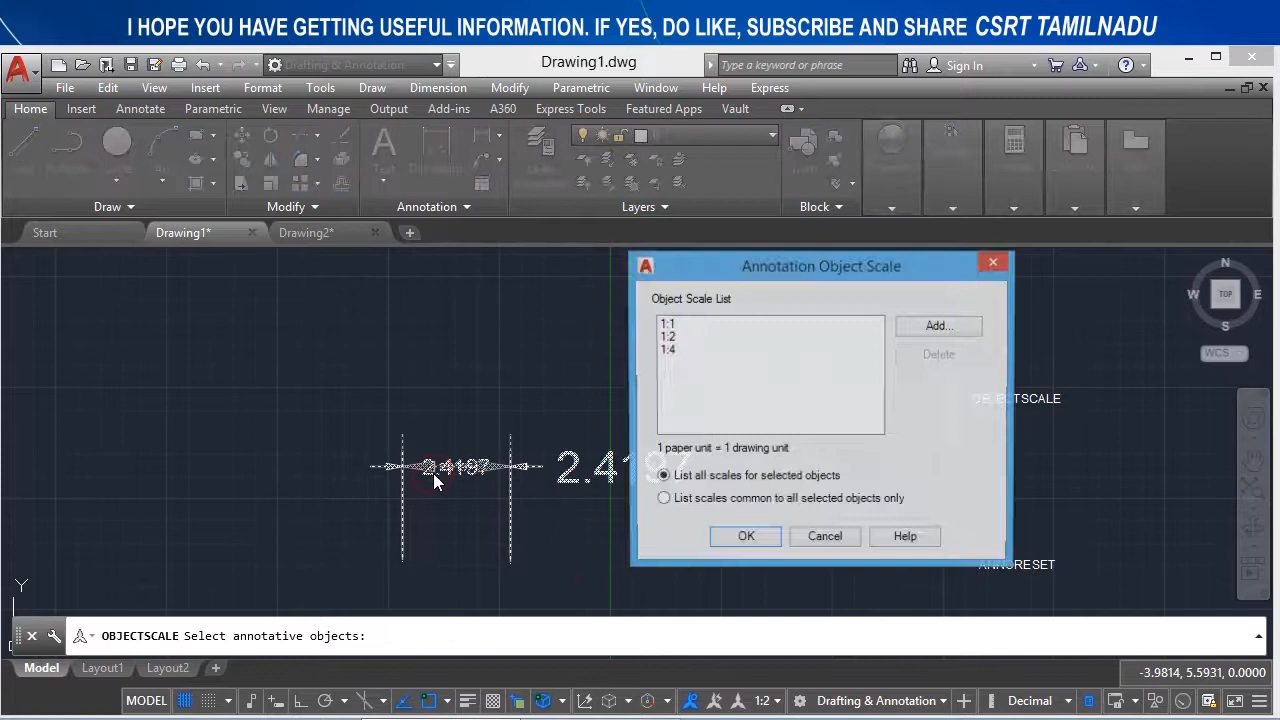 I HOPE YOU HAVE GETTING USEFUL INFORMATION. IF YES, DO LIKE, SUBSCRIBE AND SHARE CSRT TAMILNADU
Drafting & Annotation
Drawing1.dwg
Type a keyword or phrase
Sign In
File Edit View Insert Format Tools Draw Dimension Modify Parametric Window Help Express
Home Insert Annotate Parametric View Manage Output Add-ins A360 Express Tools Featured Apps Vault
Draw Modify Annotation Layers Block
Start Drawing1* Drawing2*
Annotation Object Scale
Object Scale List
1:1
1:2
1:4
Add...
Delete
1 paper unit = 1 drawing unit
List all scales for selected objects
List scales common to all selected objects only
OK Cancel Help
N
W TOP E
S
WCS
OBJECTSCALE
2.4197 2.4197
ANNORESET
Y
OBJECTSCALE Select annotative objects:
Model Layout1 Layout2
-3.9814, 5.5931, 0.0000
MODEL 1:2 Drafting & Annotation Decimal